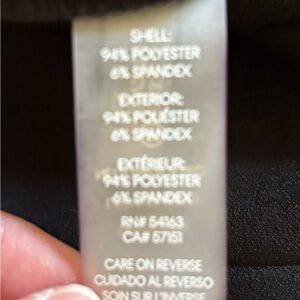 SHELL:
94% POLYESTER
6% SPANDEX
EXTERIOR:
94% POLIÉSTER
6% SPANDEX
EXTÉRIEUR:
94% POLYESTER
6% SPANDEX
RN# 54163
CA# 57151
CARE ON REVERSE
CUIDADO AL REVERSO
SOIN SUR L'INVERSE